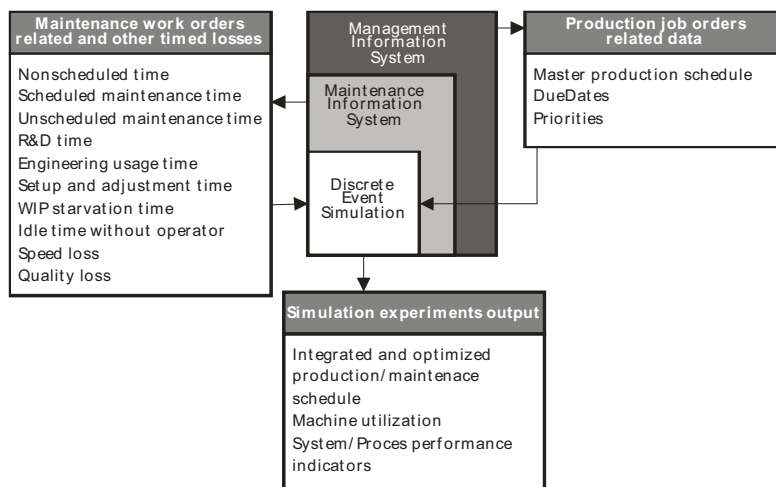 Maintenance work orders
related and other timed losses
Nonscheduled time
Scheduled maintenance time
Unscheduled maintenance time
R&D time
Engineering usage time
Setup and adjustment time
WIP starvation time
Idle time without operator
Speed loss
Quality loss
Management
Information
System
Maintenance
Information
System
Discrete
Event
Simulation
Production job orders
related data
Master production schedule
DueDates
Priorities
Simulation experiments output
Integrated and optimized
production/maintenace
schedule
Machine utilization
System/Proces performance
indicators